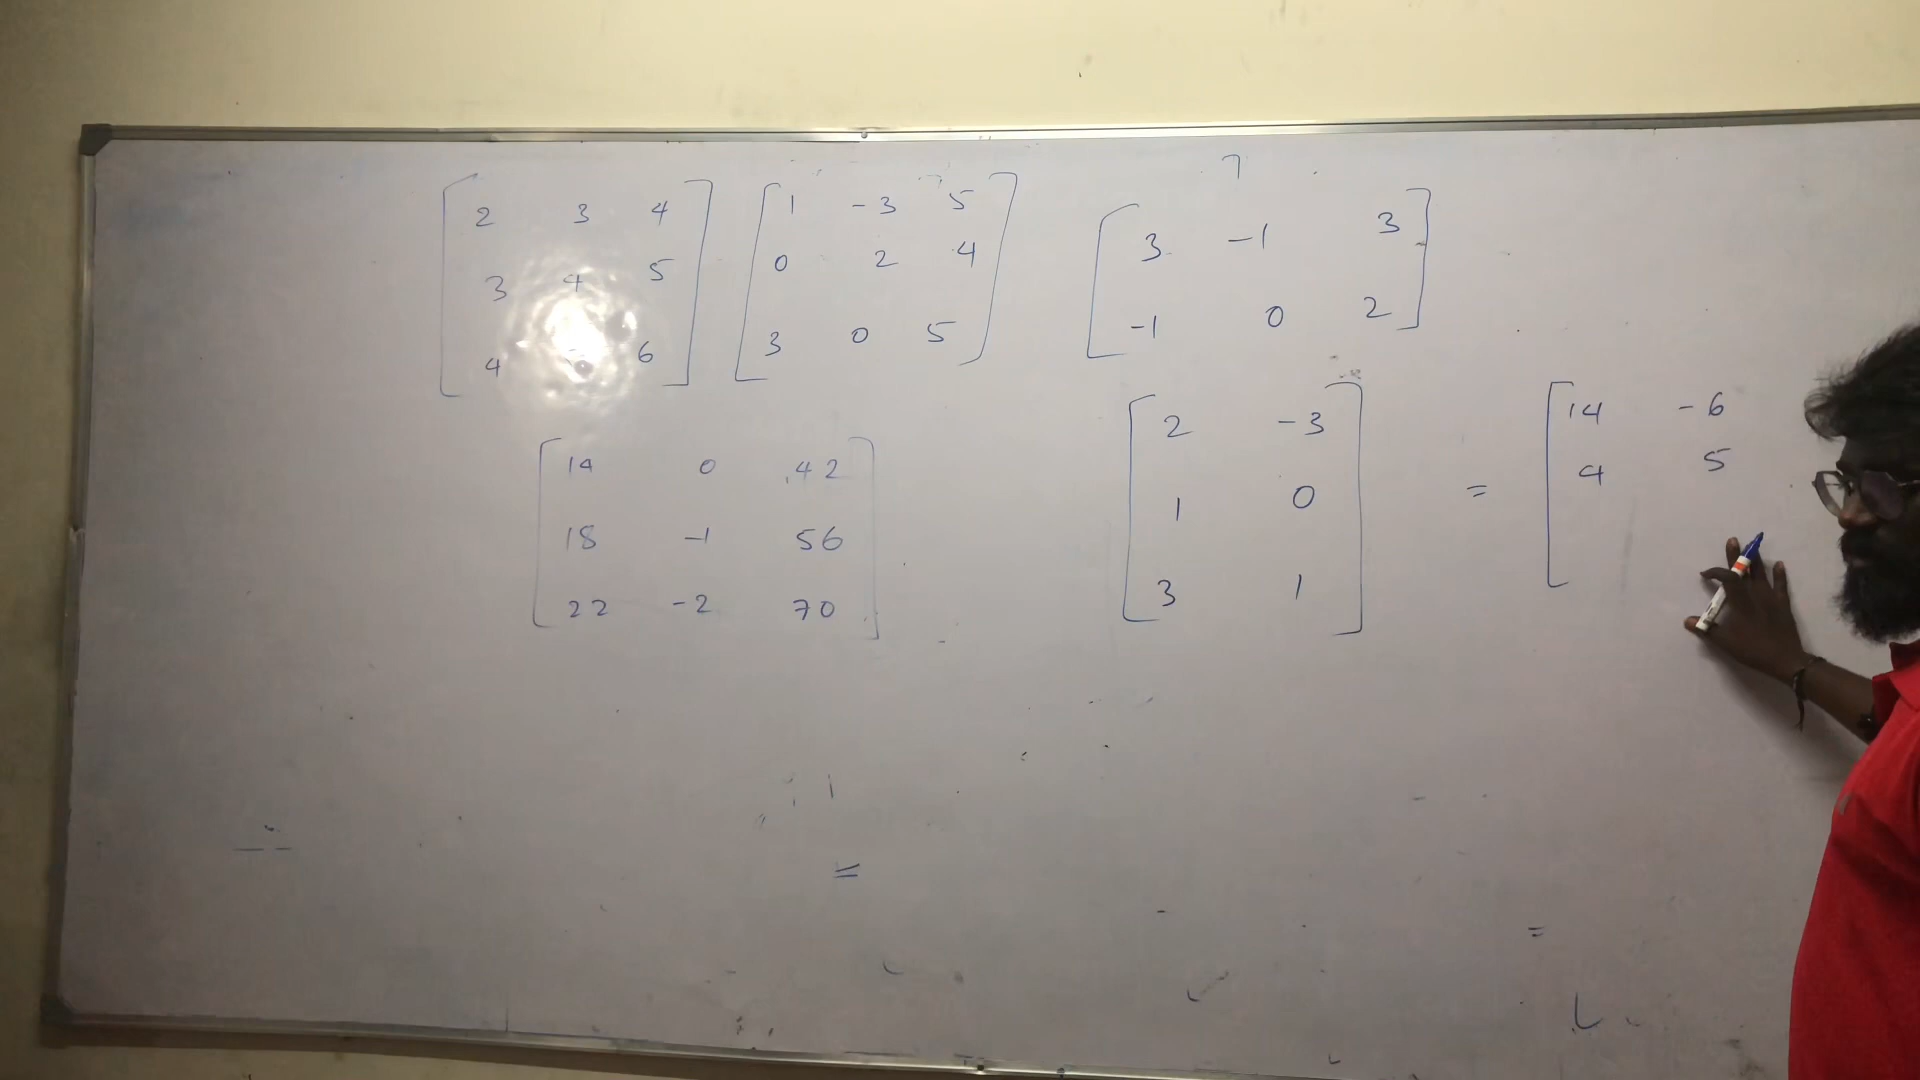 2 3 4
3 4 5
4 6
1 -3 5
0 2 4
3 0 5
14 0 42
18 -1 56
22 -2 70
7
3 -1 3
-1 0 2
2 -3
1 0
3 1
=
14 -6
4 5
=
=